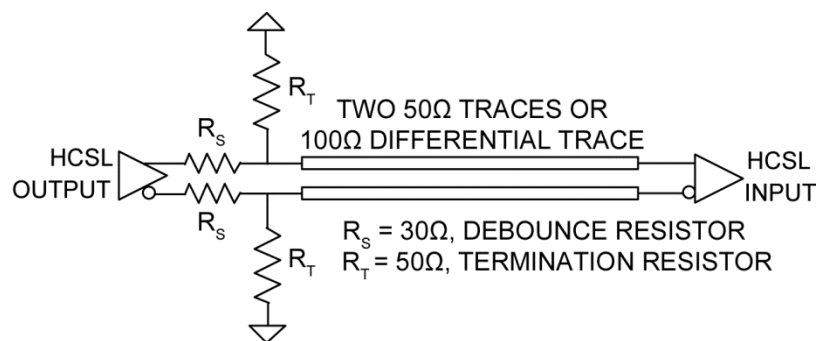 R_T
TWO 50Ω TRACES OR
100Ω DIFFERENTIAL TRACE
R_S
HCSL
OUTPUT
HCSL
INPUT
R_S
R_T
R_S = 30Ω, DEBOUNCE RESISTOR
R_T = 50Ω, TERMINATION RESISTOR